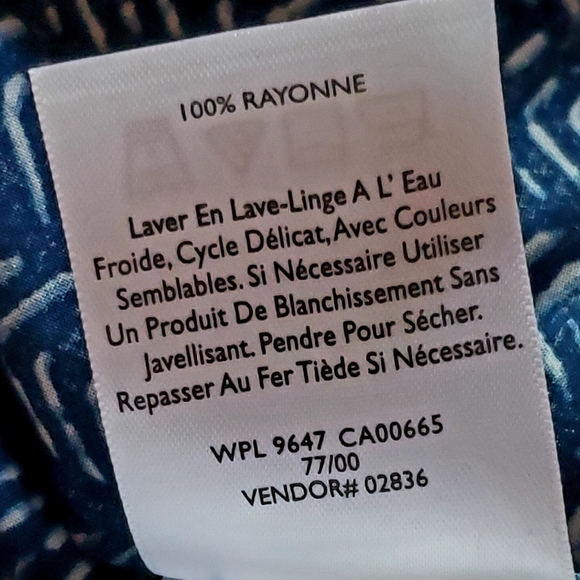 100% RAYONNE
Laver En Lave-Linge A L' Eau
Froide, Cycle Délicat,Avec Couleurs
Semblables. Si Nécessaire Utiliser
Un Produit De Blanchissement Sans
Javellisant. Pendre Pour Sécher.
Repasser Au Fer Tiède Si Nécessaire.
WPL 9647 CA00665
77/00
VENDOR# 02836